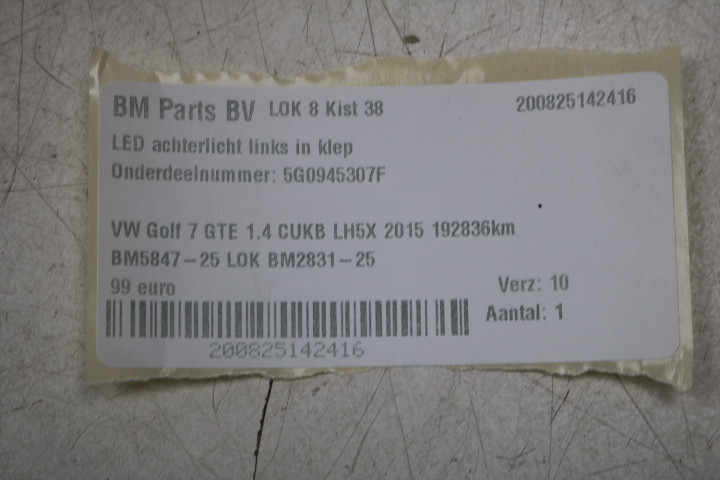 BM Parts BV LOK 8 Kist 38 200825142416
LED achterlicht links in klep
Onderdeelnummer: 5G0945307F
VW Golf 7 GTE 1.4 CUKB LH5X 2015 192836km
BM5847-25 LOK BM2831-25
99 euro Verz: 10
Aantal: 1
200825142416